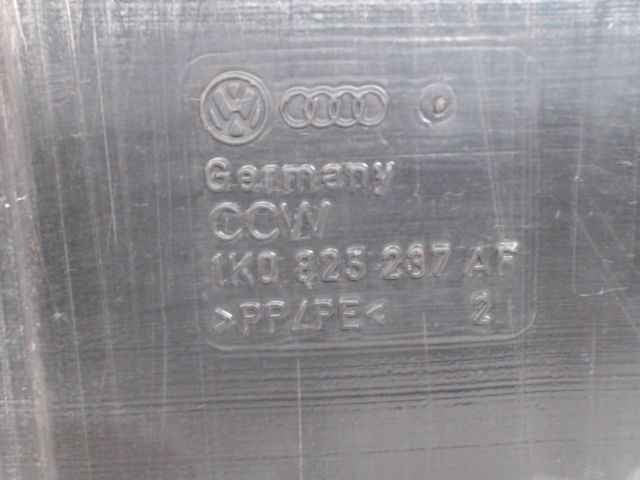 Germany
CCW
1K0 825 237 AF
>PP/PE< 2